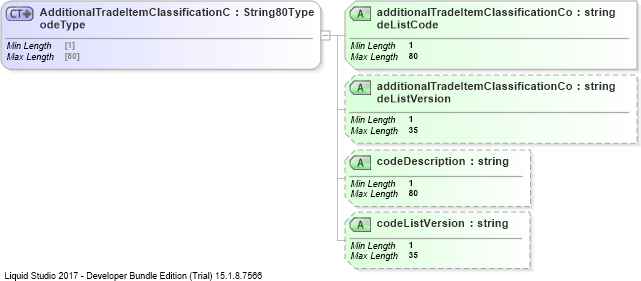 CT+ AdditionalTradeItemClassificationC : String80Type
odeType
Min Length [1]
Max Length [80]
A additionalTradeItemClassificationCo : string
deListCode
Min Length 1
Max Length 80
A additionalTradeItemClassificationCo : string
deListVersion
Min Length 1
Max Length 35
A codeDescription : string
Min Length 1
Max Length 80
A codeListVersion : string
Min Length 1
Max Length 35
Liquid Studio 2017 - Developer Bundle Edition (Trial) 15.1.8.7566